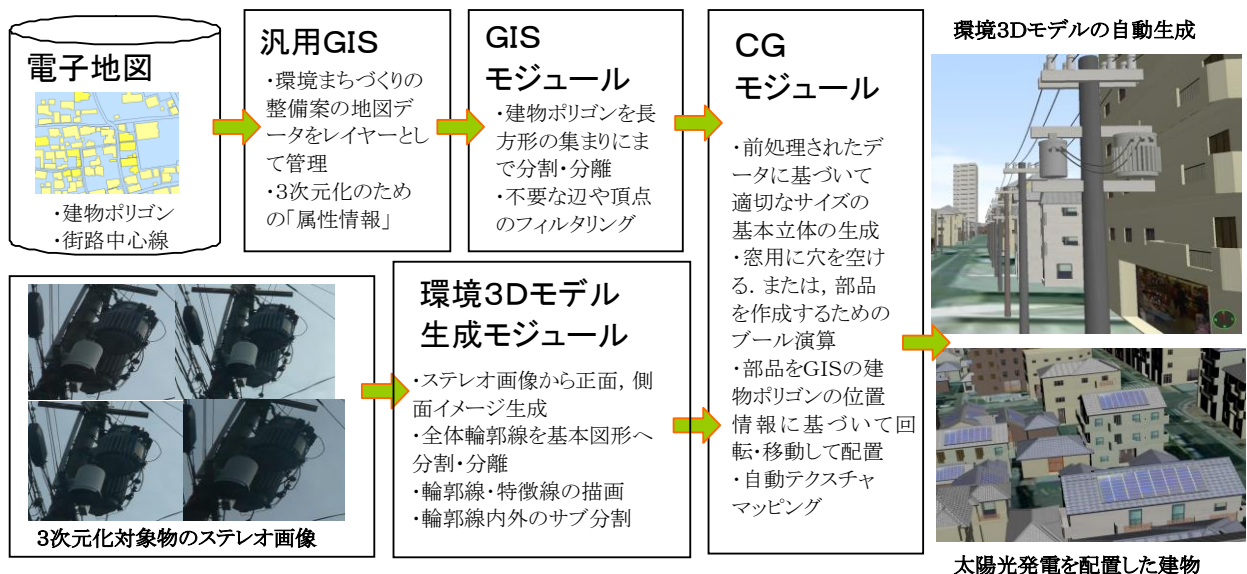 電子地図
・建物ポリゴン
・街路中心線
汎用GIS
・環境まちづくりの
整備案の地図デ
ータをレイヤーとし
て管理
・3次元化のため
の「属性情報」
GIS
モジュール
・建物ポリゴンを長
方形の集まりにま
で分割・分離
・不要な辺や頂点
のフィルタリング
CG
モジュール
・前処理されたデ
ータに基づいて
適切なサイズの
基本立体の生成
・窓用に穴を空け
る．または，部品
を作成するための
ブール演算
・部品をGISの建
物ポリゴンの位置
情報に基づいて回
転・移動して配置
・自動テクスチャ
マッピング
環境3Dモデルの自動生成
3次元化対象物のステレオ画像
環境3Dモデル
生成モジュール
・ステレオ画像から正面，側
面イメージ生成
・全体輪郭線を基本図形へ
分割・分離
・輪郭線・特徴線の描画
・輪郭線内外のサブ分割
太陽光発電を配置した建物